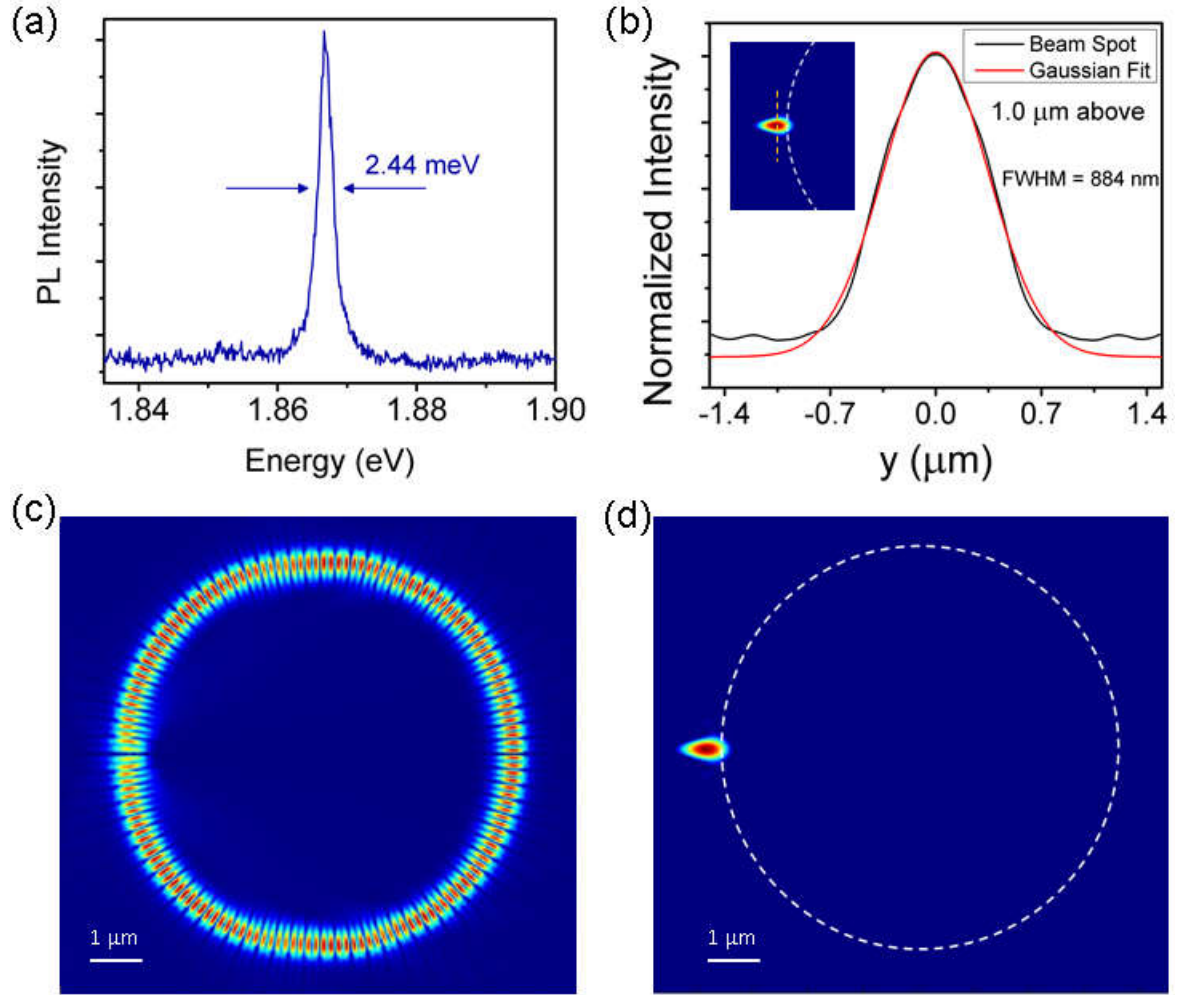 (a)
PL Intensity
2.44 meV
1.84 1.86 1.88 1.90
Energy (eV)
(b)
Normalized Intensity
Beam Spot
Gaussian Fit
1.0 μm above
FWHM = 884 nm
-1.4 -0.7 0.0 0.7 1.4
y (μm)
(c)
1 μm
(d)
1 μm